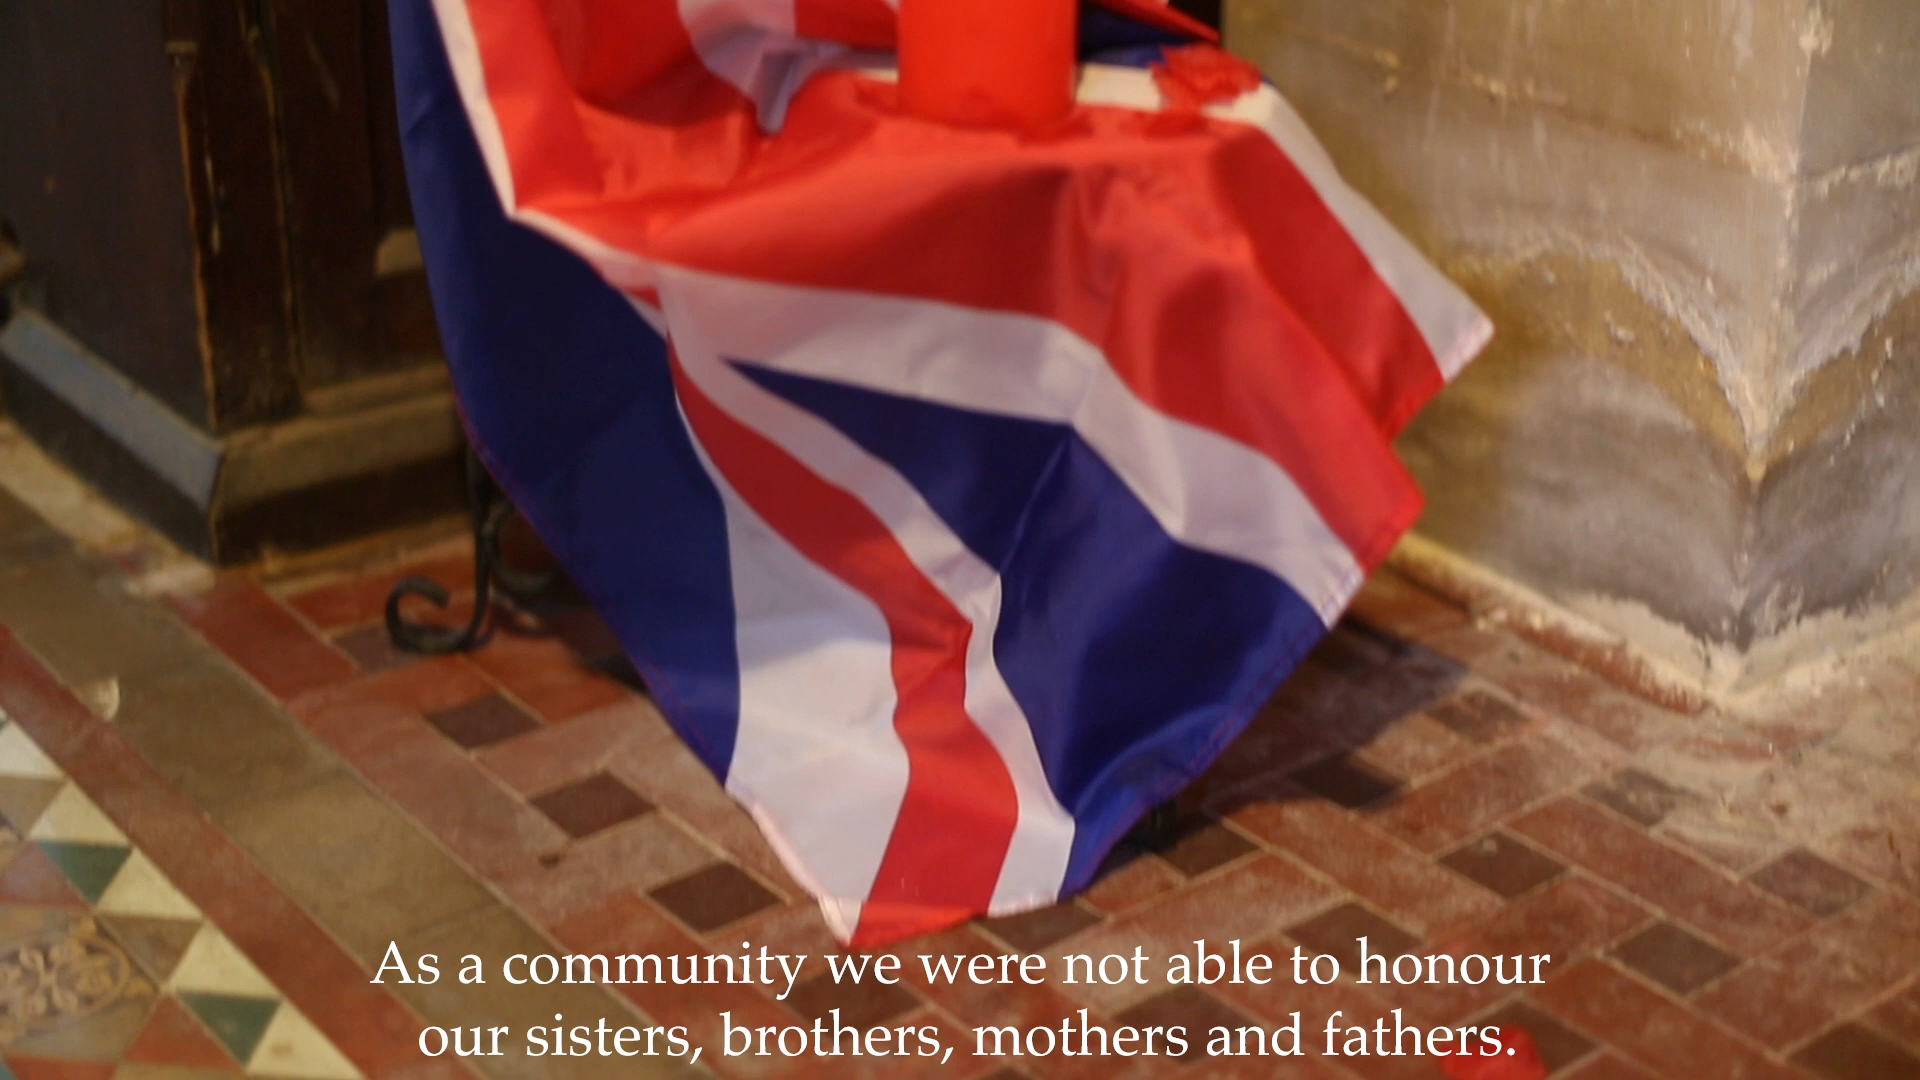 As a community we were not able to honour
our sisters, brothers, mothers and fathers.